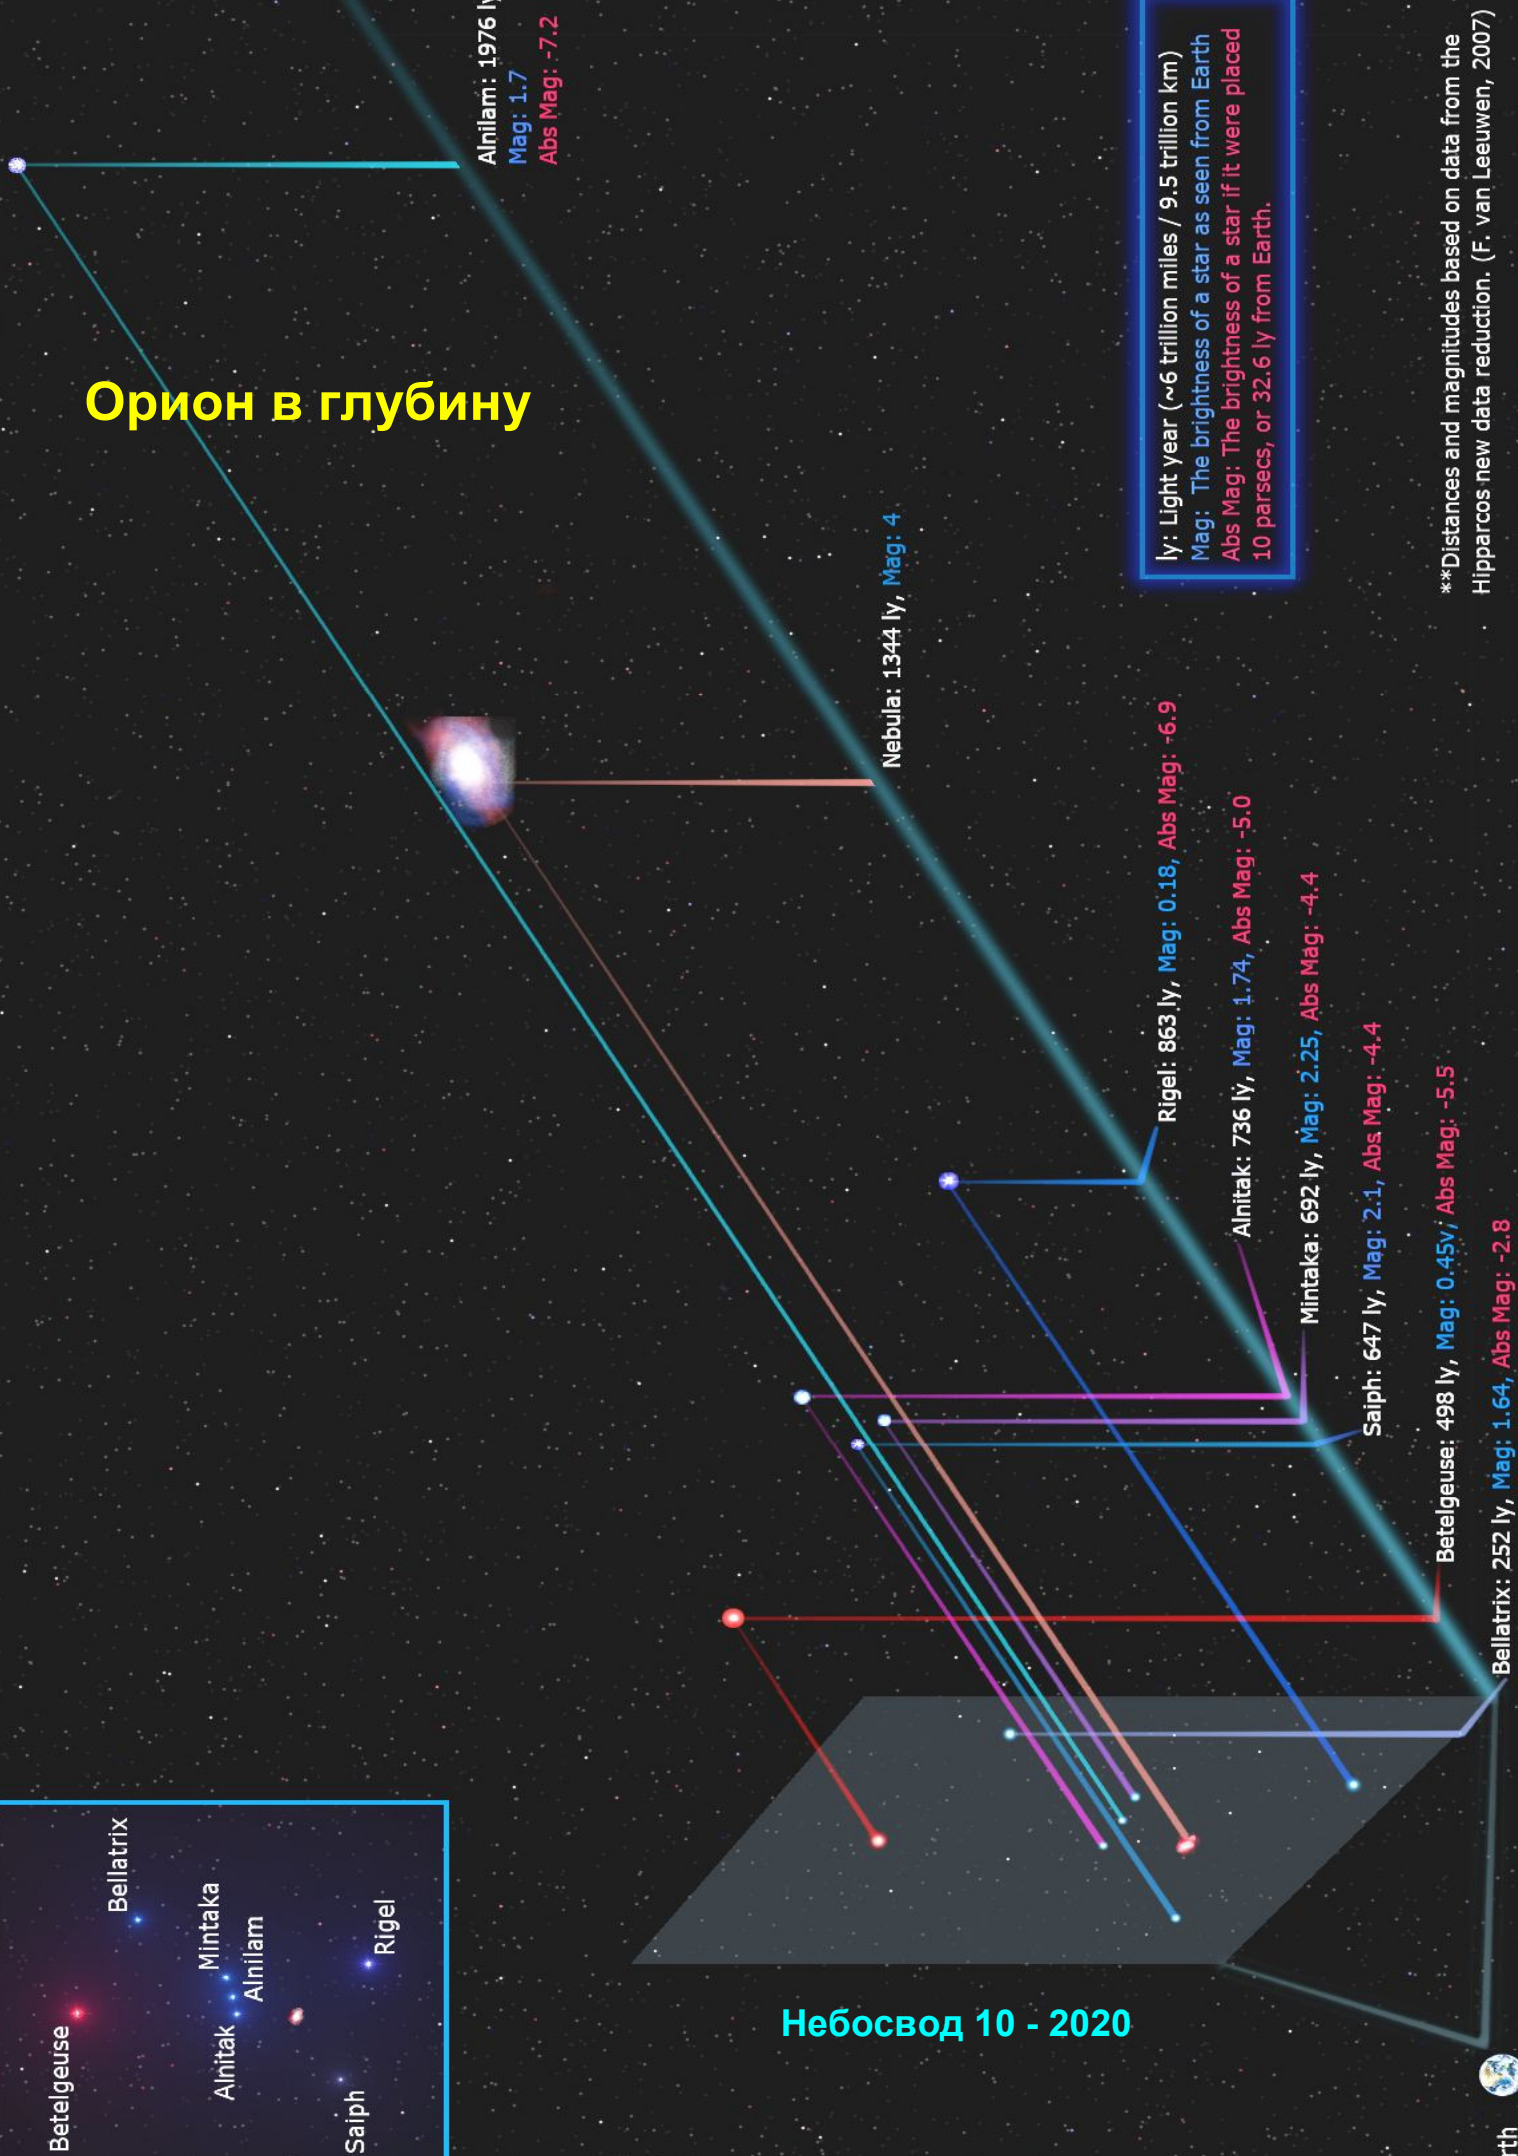 Орион в глубину
Alnilam: 1976 ly
Mag: 1.7
Abs Mag: -7.2
Nebula: 1344 ly, Mag: 4
Rigel: 863 ly, Mag: 0.18, Abs Mag: -6.9
Alnitak: 736 ly, Mag: 1.74, Abs Mag: -5.0
Mintaka: 692 ly, Mag: 2.25, Abs Mag: -4.4
Saiph: 647 ly, Mag: 2.1, Abs Mag: -4.4
Betelgeuse: 498 ly, Mag: 0.45v, Abs Mag: -5.5
Bellatrix: 252 ly, Mag: 1.64, Abs Mag: -2.8
ly: Light year (~6 trillion miles / 9.5 trillion km)
Mag: The brightness of a star as seen from Earth
Abs Mag: The brightness of a star if it were placed
10 parsecs, or 32.6 ly from Earth.
**Distances and magnitudes based on data from the
Hipparcos new data reduction. (F. van Leeuwen, 2007)
Betelgeuse
Bellatrix
Mintaka
Alnilam
Alnitak
Rigel
Saiph
rth
Небосвод 10 - 2020